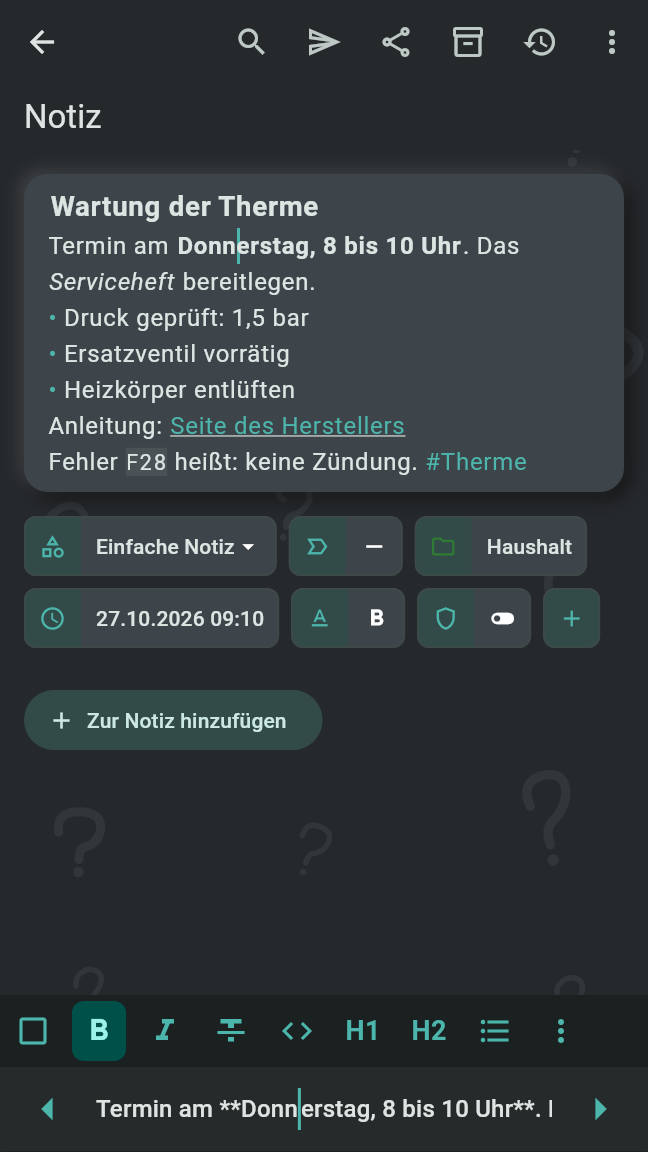 Notiz
Wartung der Therme
Termin am Donnerstag, 8 bis 10 Uhr. Das
Serviceheft bereitlegen.
• Druck geprüft: 1,5 bar
• Ersatzventil vorrätig
• Heizkörper entlüften
Anleitung: Seite des Herstellers
Fehler F28 heißt: keine Zündung. #Therme
Einfache Notiz
Haushalt
27.10.2026 09:10
A B
Zur Notiz hinzufügen
B I H1 H2
Termin am **Donnerstag, 8 bis 10 Uhr**.